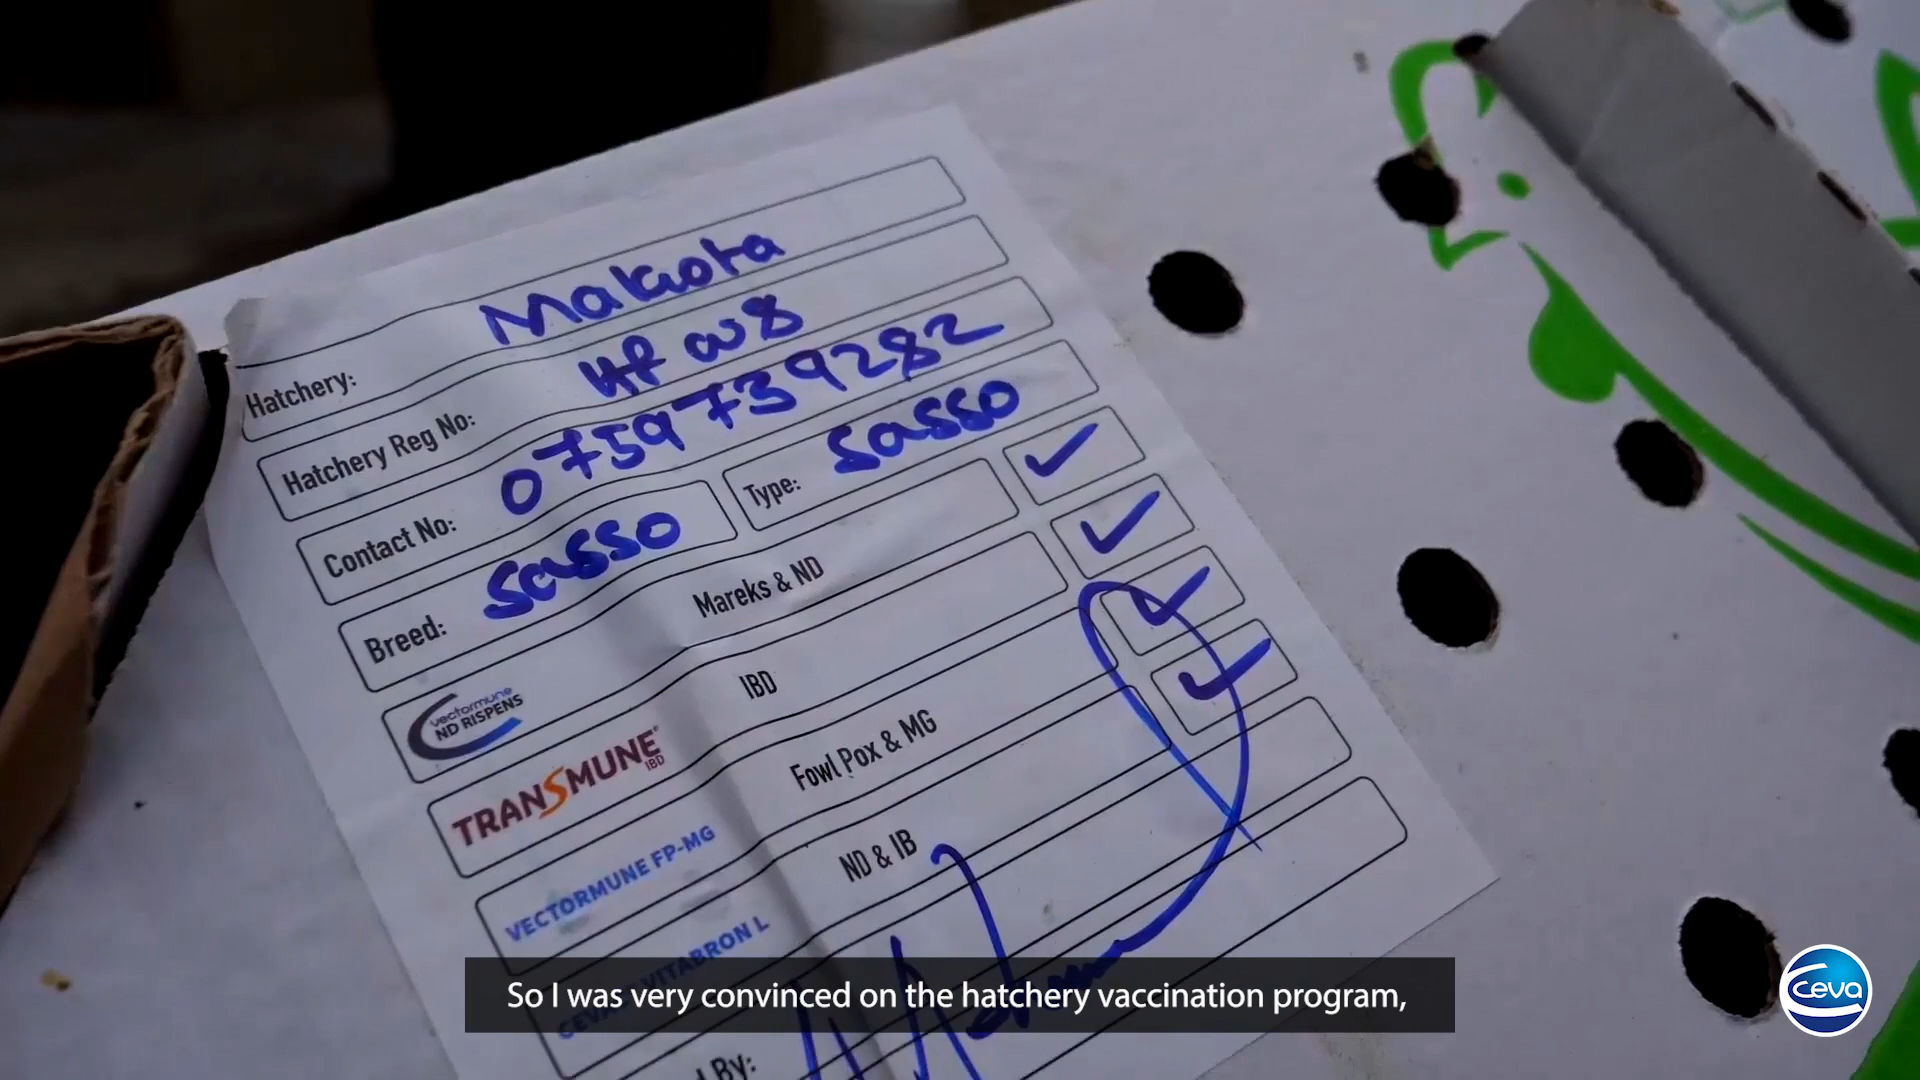 Hatchery: Makota
Hatchery Reg No: HP 008
Contact No: 0759739282
Breed: Sasso Type: Sasso
vectormune ND RISPENS Mareks & ND ✓
TRANSMUNE IBD IBD ✓
VECTORMUNE FP-MG Fowl Pox & MG ✓
CEVAC VITABRON L ND & IB ✓
By:
So I was very convinced on the hatchery vaccination program,
Ceva